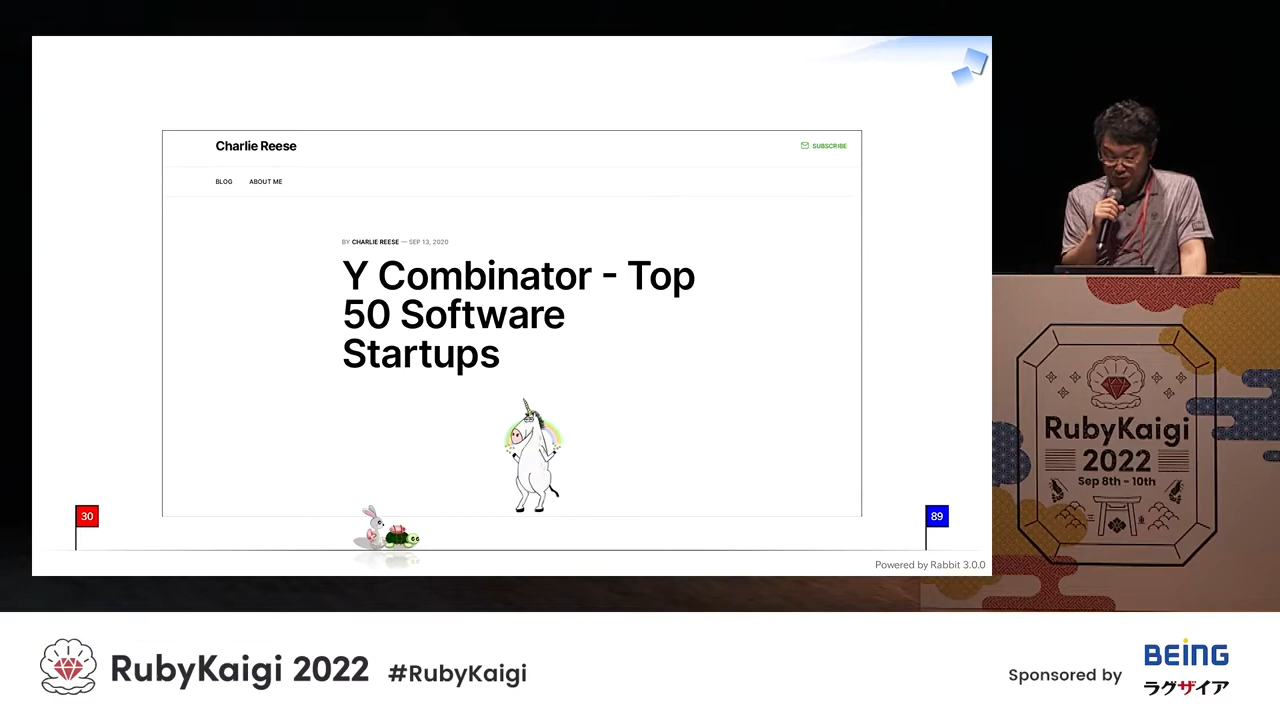 Charlie Reese
SUBSCRIBE
BLOG ABOUT ME
BY CHARLIE REESE — SEP 13, 2020
Y Combinator - Top
50 Software
Startups
30
89
Powered by Rabbit 3.0.0
RubyKaigi
2022
Sep 8th - 10th
RubyKaigi 2022 #RubyKaigi
Sponsored by
BEING
ラグザイア